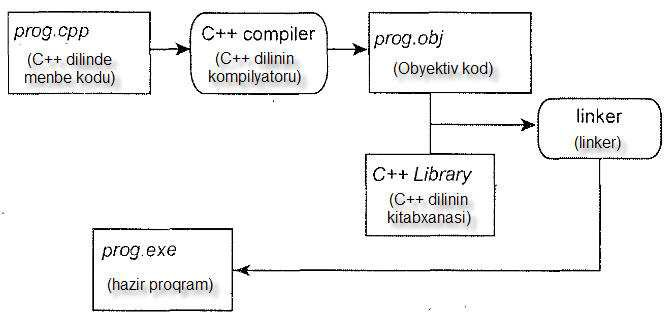 prog.cpp
(C++ dilinde
menbe kodu)
C++ compiler
(C++ dilinin
kompilyatoru)
prog.obj
(Obyektiv kod)
linker
(linker)
C++ Library
(C++ dilinin
kitabxanasi)
prog.exe
(hazir proqram)